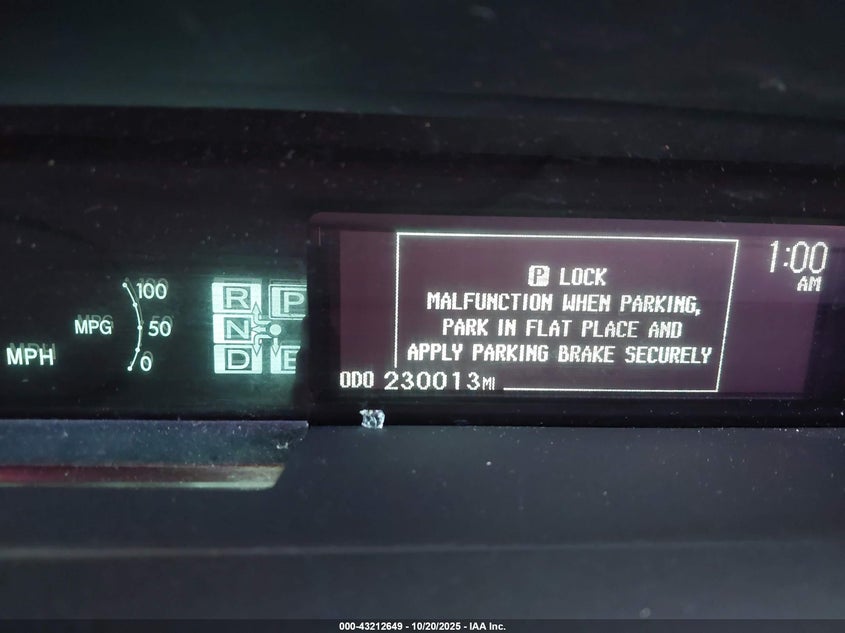 100
MPG 50
MPH 0
R P
N
D
1:00
AM
P LOCK
MALFUNCTION WHEN PARKING,
PARK IN FLAT PLACE AND
APPLY PARKING BRAKE SECURELY
ODO 230013MI
000-43212649 - 10/20/2025 - IAA Inc.